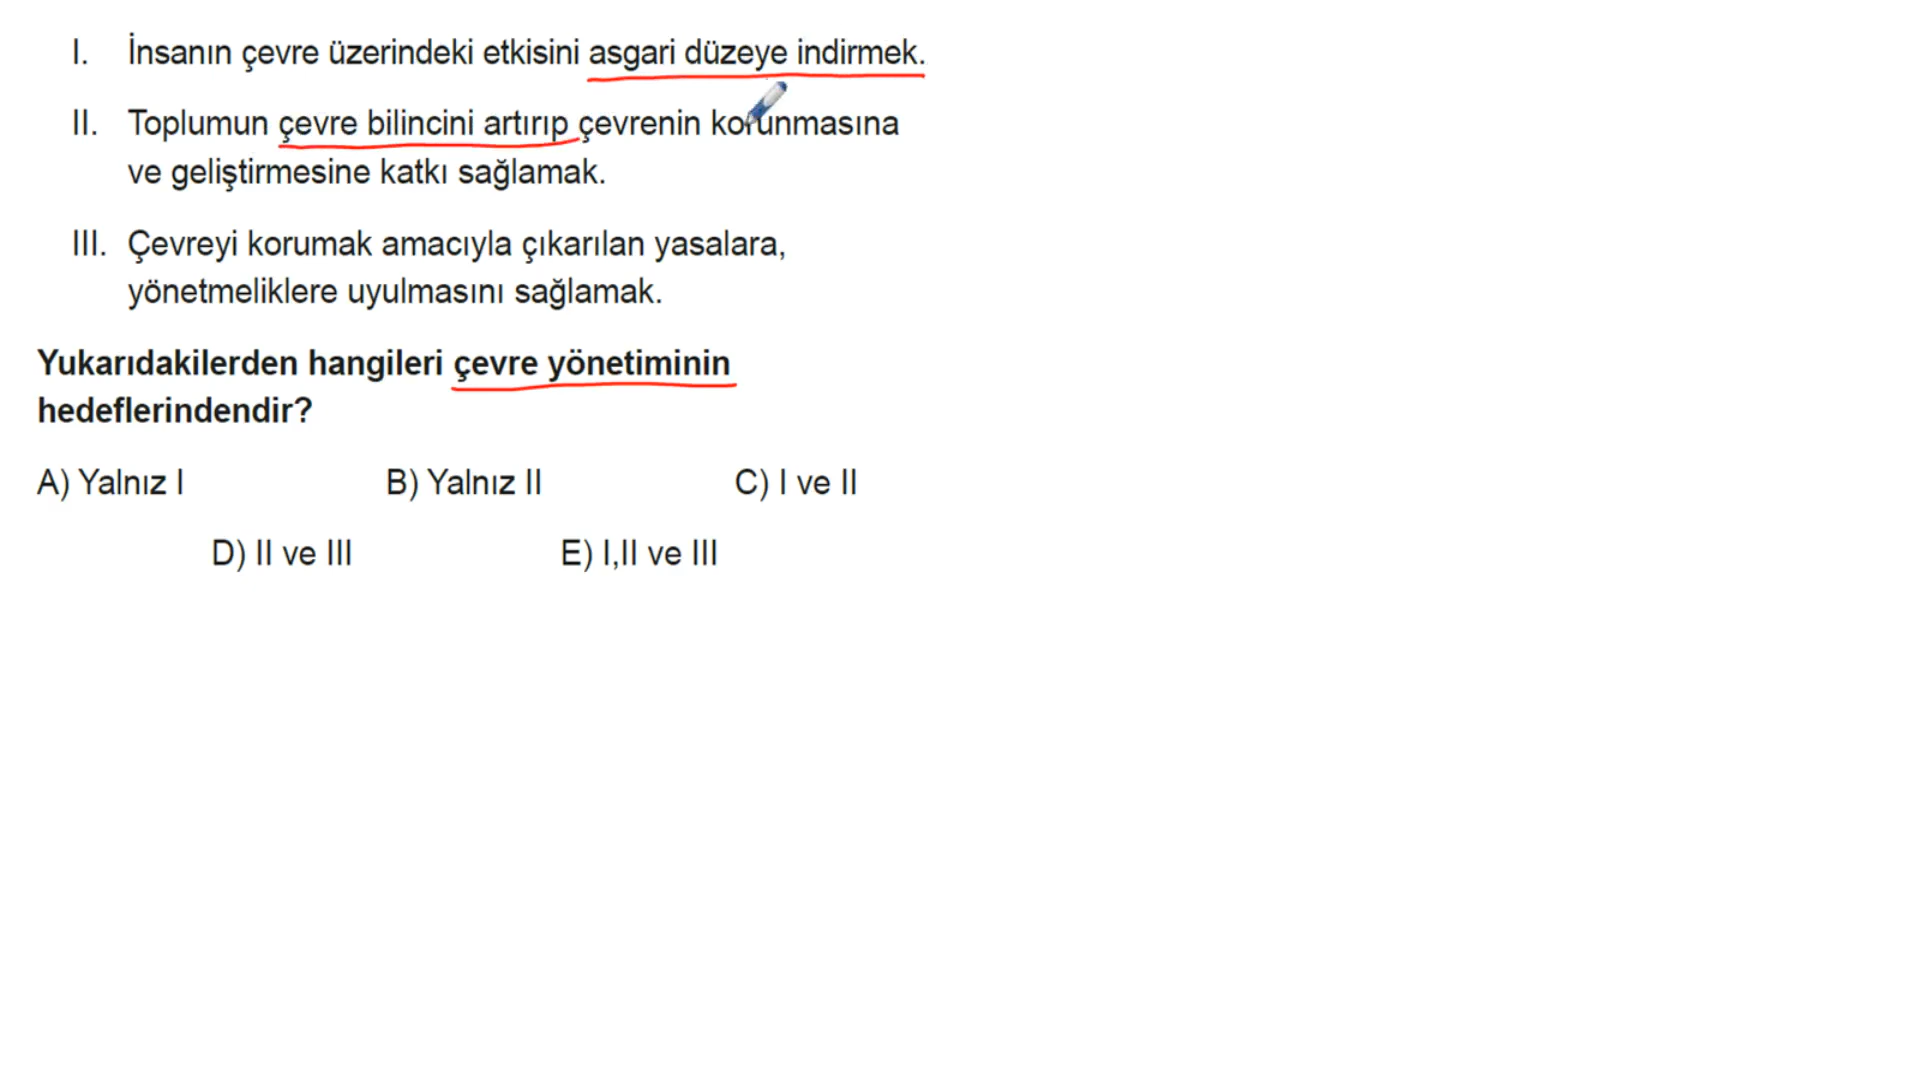 I. İnsanın çevre üzerindeki etkisini asgari düzeye indirmek.
II. Toplumun çevre bilincini artırıp çevrenin korunmasına
ve geliştirmesine katkı sağlamak.
III. Çevreyi korumak amacıyla çıkarılan yasalara,
yönetmeliklere uyulmasını sağlamak.
Yukarıdakilerden hangileri çevre yönetiminin
hedeflerindendir?
A) Yalnız I B) Yalnız II C) I ve II
D) II ve III E) I,II ve III